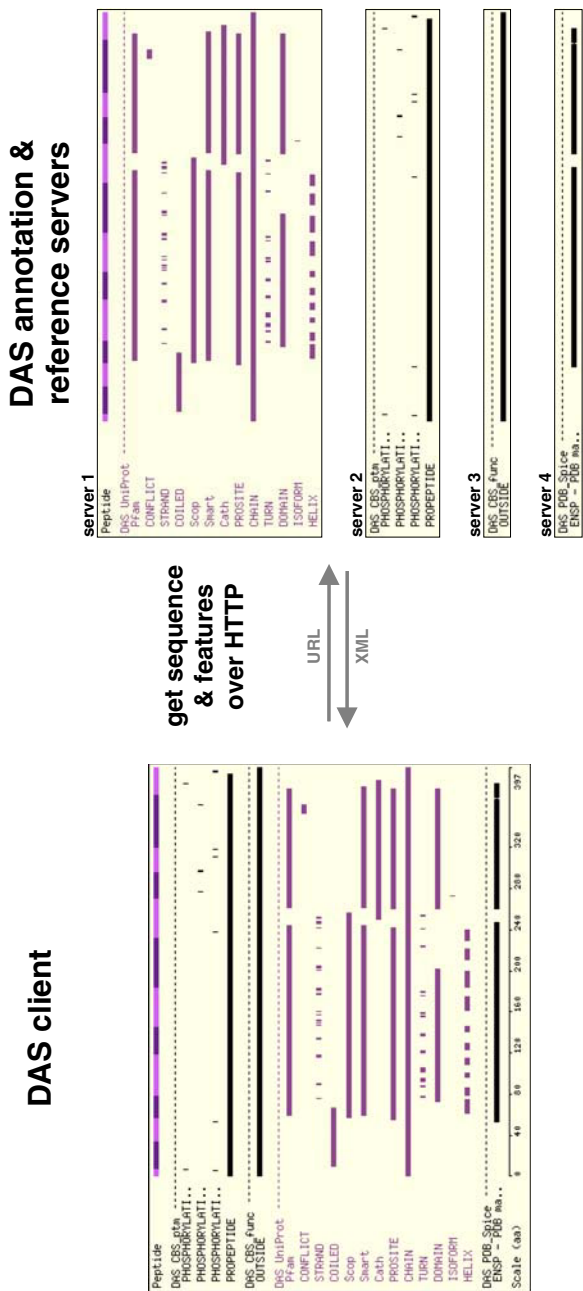 DAS client
Peptide
DAS_CBS_ptm
PHOSPHORYLATI..
PHOSPHORYLATI..
PHOSPHORYLATI..
PROPEPTIDE
DAS_CBS_func
OUTSIDE
DAS_UniProt
Pfam
CONFLICT
STRAND
COILED
Scop
Smart
Cath
PROSITE
CHAIN
TURN
DOMAIN
ISOFORM
HELIX
DAS_PDB_Spice
ENSP - PDB ma..
Scale (aa) 0 40 80 120 160 200 240 280 320 397
get sequence
& features
over HTTP
URL
XML
DAS annotation &
reference servers
server 1
Peptide
DAS_UniProt
Pfam
CONFLICT
STRAND
COILED
Scop
Smart
Cath
PROSITE
CHAIN
TURN
DOMAIN
ISOFORM
HELIX
server 2
DAS_CBS_ptm
PHOSPHORYLATI..
PHOSPHORYLATI..
PHOSPHORYLATI..
PROPEPTIDE
server 3
DAS_CBS_func
OUTSIDE
server 4
DAS_PDB_Spice
ENSP - PDB ma..